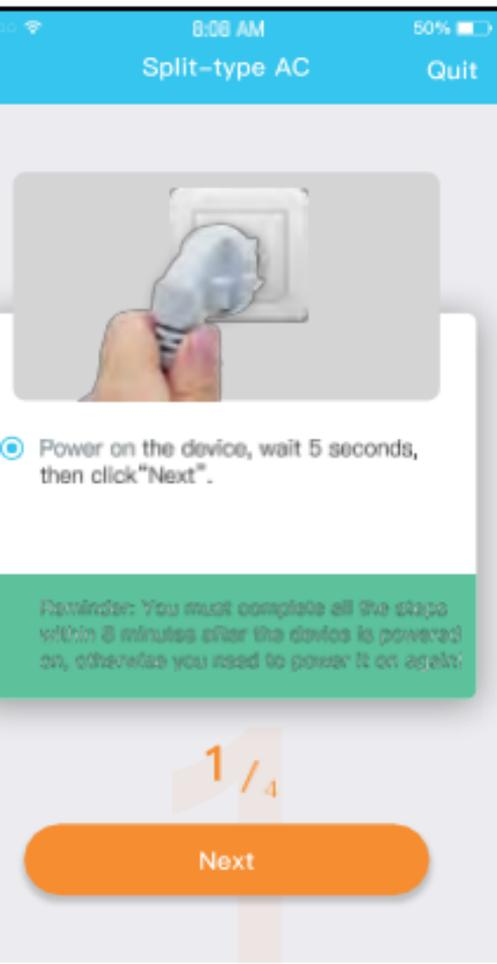 8:08 AM
50%
Split-type AC
Quit
Power on the device, wait 5 seconds,
then click"Next".
Reminder: You must complete all the steps
within 8 minutes after the device is powered
on, otherwise you need to power it on again!
1/4
Next